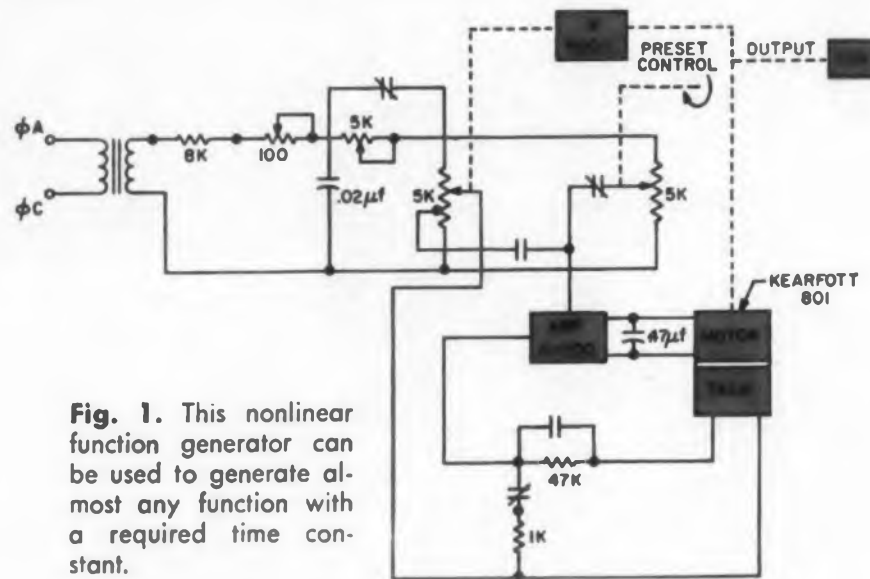 PRESET
CONTROL
OUTPUT
ϕA
ϕC
8K
100
5K
.02µf
5K
5K
KEARFOTT
801
.47µf
MOTOR
47K
1K
Fig. 1. This nonlinear
function generator can
be used to generate al-
most any function with
a required time con-
stant.